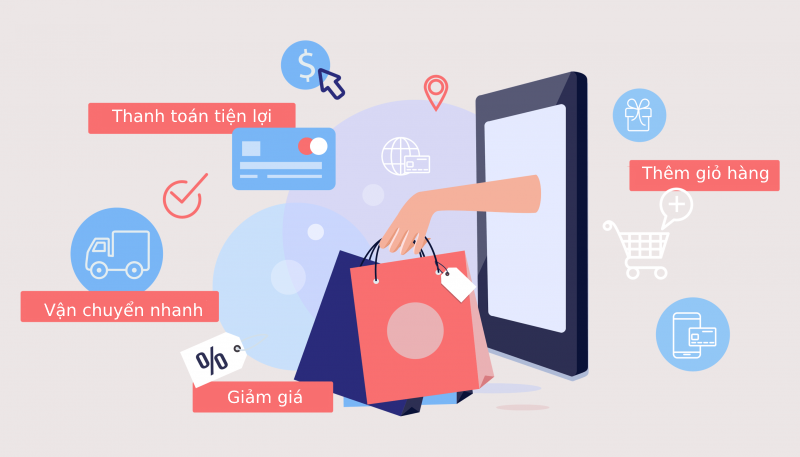 $
Thanh toán tiện lợi
Thêm giỏ hàng
Vận chuyển nhanh
%
Giảm giá